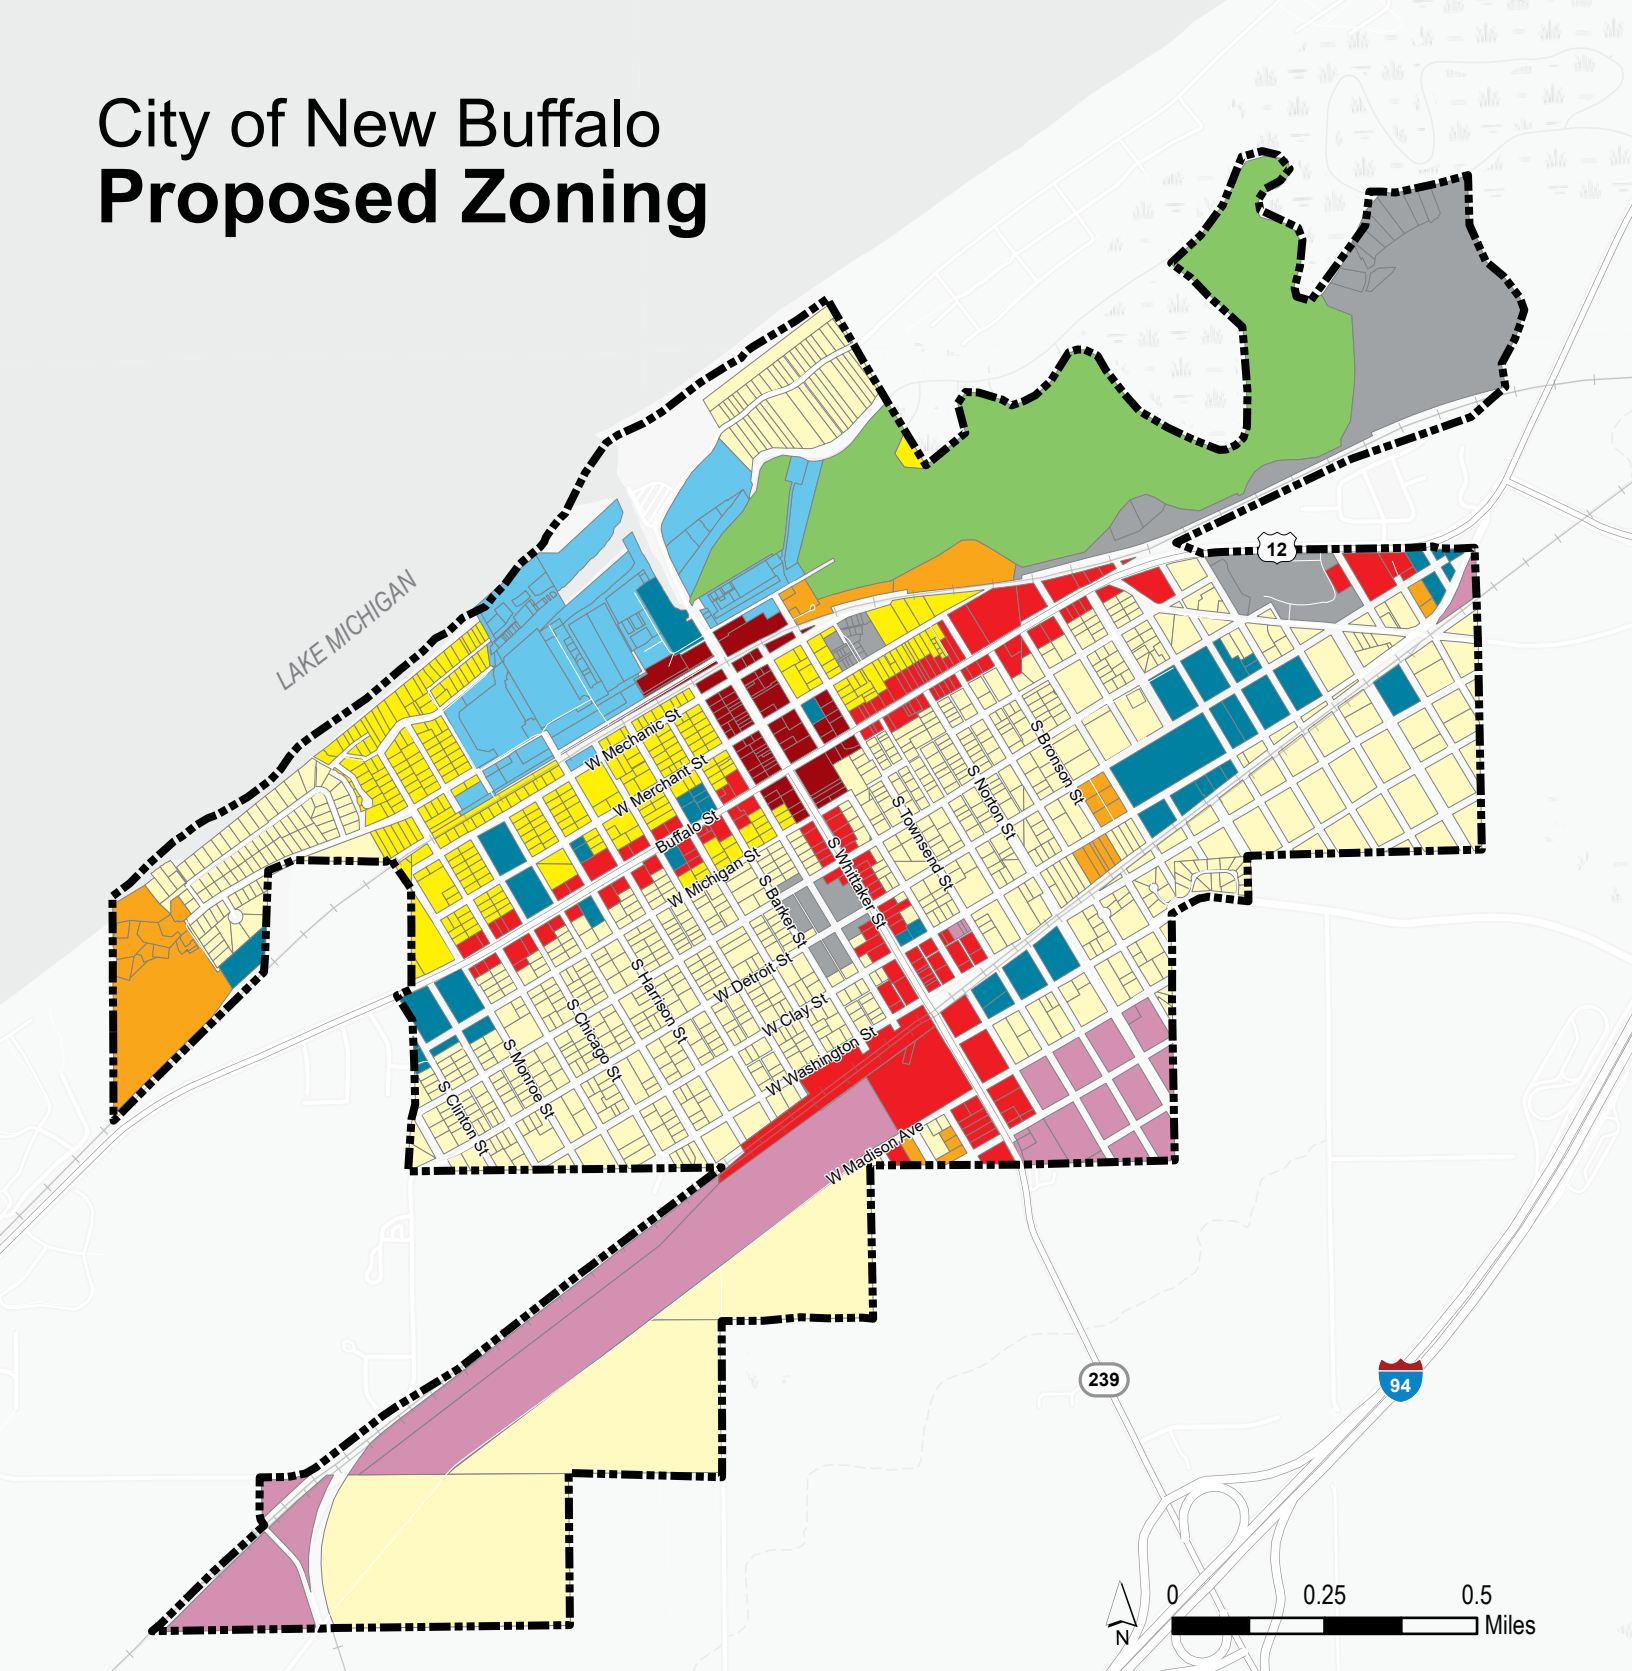 City of New Buffalo
Proposed Zoning
12
LAKE MICHIGAN
W Mechanic St
W Merchant St
Buffalo St
W Michigan St
S Bronson St
S Norton St
S Townsend St
S Whittaker St
S Barker St
W Detroit St
S Harrison St
W Clay St
S Chicago St
W Washington St
S Monroe St
S Clinton St
W Madison Ave
239
94
0 0.25 0.5
Miles
N